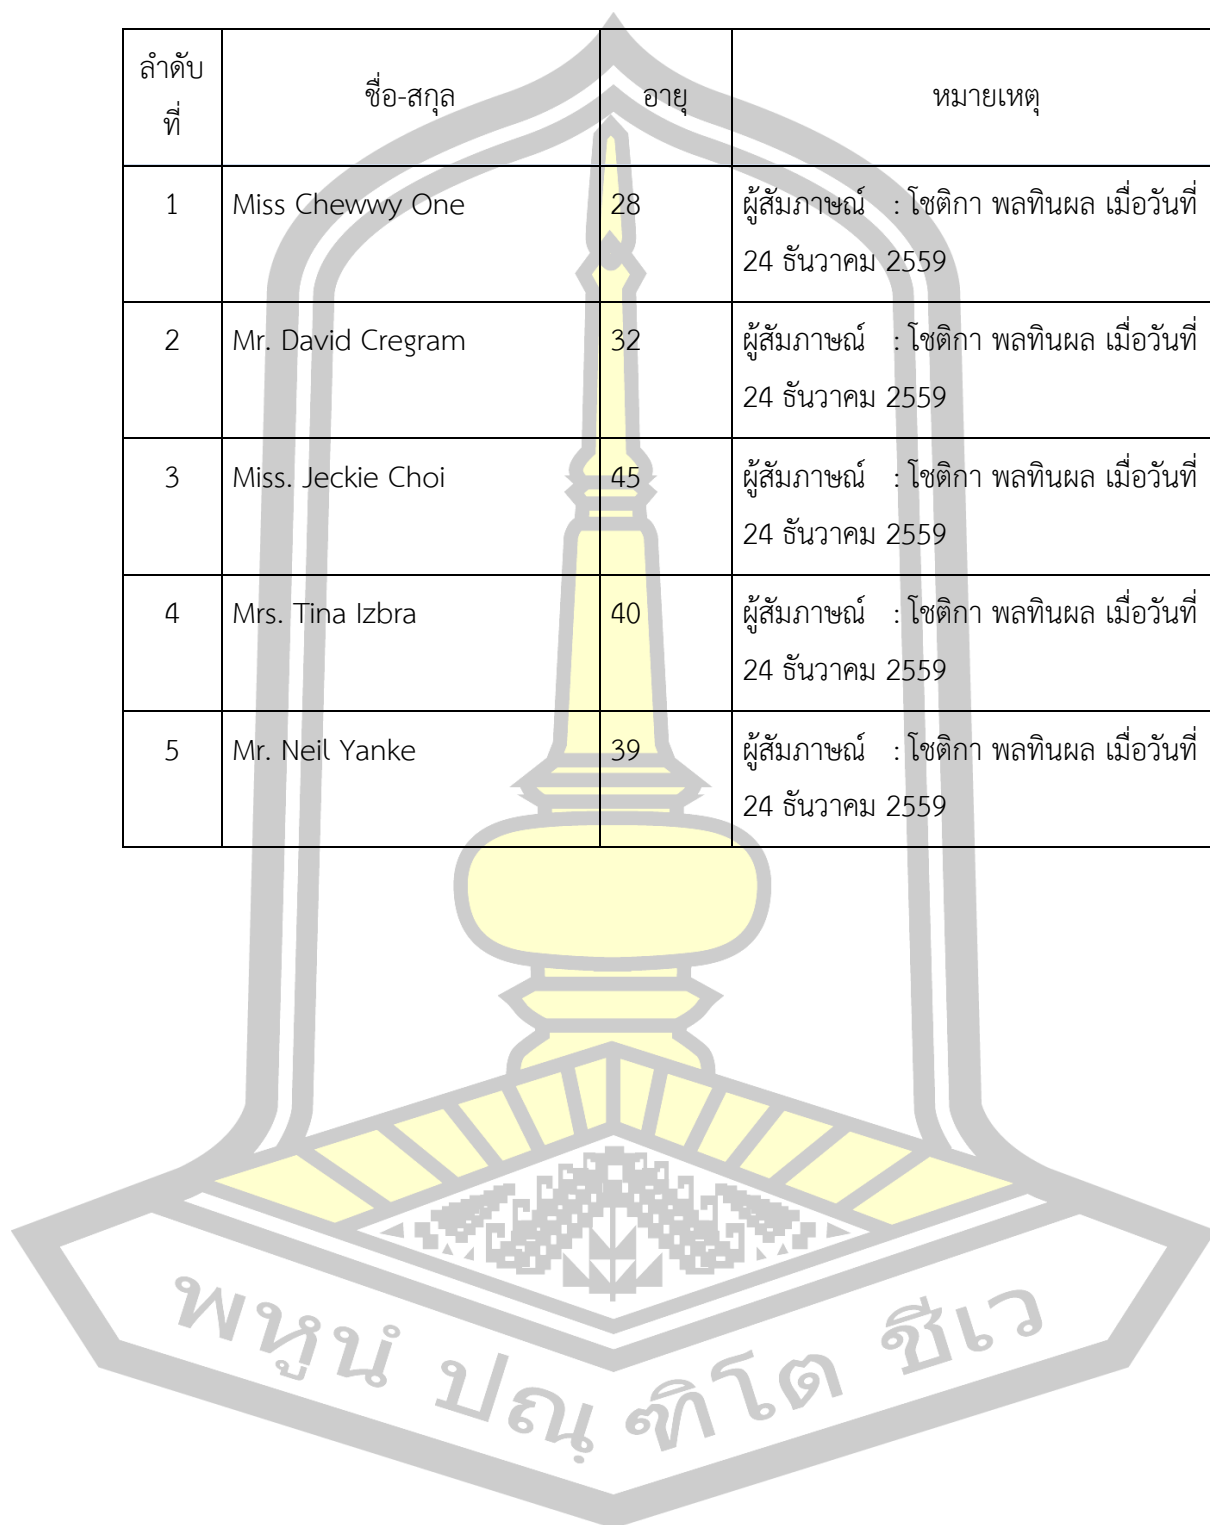 ลำดับ
ที่
ชื่อ-สกุล
อายุ
หมายเหตุ
1
Miss Chewwy One
28
ผู้สัมภาษณ์ : โชติกา พลทินผล เมื่อวันที่
24 ธันวาคม 2559
2
Mr. David Cregram
32
ผู้สัมภาษณ์ : โชติกา พลทินผล เมื่อวันที่
24 ธันวาคม 2559
3
Miss. Jeckie Choi
45
ผู้สัมภาษณ์ : โชติกา พลทินผล เมื่อวันที่
24 ธันวาคม 2559
4
Mrs. Tina Izbra
40
ผู้สัมภาษณ์ : โชติกา พลทินผล เมื่อวันที่
24 ธันวาคม 2559
5
Mr. Neil Yanke
39
ผู้สัมภาษณ์ : โชติกา พลทินผล เมื่อวันที่
24 ธันวาคม 2559
พหูนํ ปณฺฑิโต ชีเว